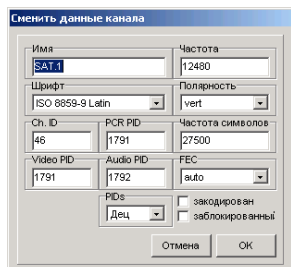 Сменить данные канала
Имя
Частота
SAT.1
12480
Шрифт
Полярность
ISO 8859-9 Latin
vert
Ch. ID
PCR PID
Частота символов
46
1791
27500
Video PID
Audio PID
FEC
1791
1792
auto
PIDs
закодирован
Дец
заблокированный
Отмена
OK